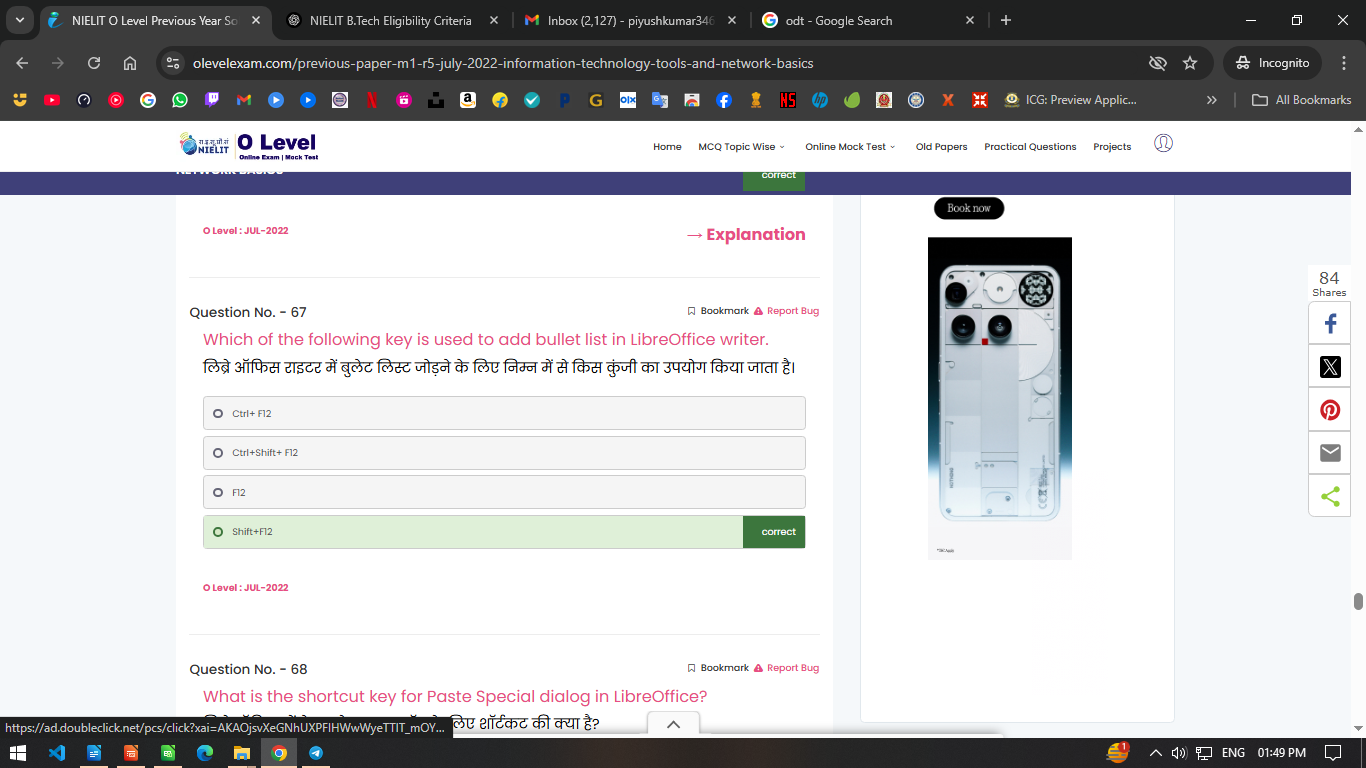 NIELIT O Level Previous Year So
NIELIT B.Tech Eligibility Criteria
Inbox (2,127) - piyushkumar346
odt - Google Search
olevelexam.com/previous-paper-m1-r5-july-2022-information-technology-tools-and-network-basics
Incognito
ICG: Preview Applic...
All Bookmarks
NIELIT
O Level
Online Exam | Mock Test
Home
MCQ Topic Wise
Online Mock Test
Old Papers
Practical Questions
Projects
correct
O Level : JUL-2022
→ Explanation
Book now
84
Shares
Question No. - 67
Bookmark
Report Bug
Which of the following key is used to add bullet list in LibreOffice writer.
लिब्रे ऑफिस राइटर में बुलेट लिस्ट जोड़ने के लिए निम्न में से किस कुंजी का उपयोग किया जाता है।
Ctrl+ F12
Ctrl+Shift+ F12
F12
Shift+F12
correct
O Level : JUL-2022
Question No. - 68
Bookmark
Report Bug
What is the shortcut key for Paste Special dialog in LibreOffice?
लिए शॉर्टकट की क्या है?
https://ad.doubleclick.net/pcs/click?xai=AKAOjsvXeGNhUXPFIHWwWyeTTIT_mOY...
ENG
01:49 PM